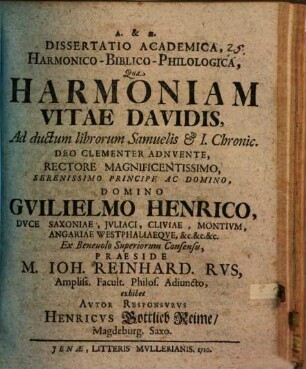 A. & Ω.
DISSERTATIO ACADEMICA, 25.
HARMONICO-BIBLICO-PHILOLOGICA,
Qua
HARMONIAM
VITAE DAVIDIS.
Ad ductum librorum Samuelis & I. Chronic.
DEO CLEMENTER ADNVENTE,
RECTORE MAGNIFICENTISSIMO,
SERENISSIMO PRINCIPE AC DOMINO,
DOMINO
GVILIELMO HENRICO,
DVCE SAXONIAE, JVLIACI, CLIVIAE, MONTIVM,
ANGARIAE WESTPHALIAEQVE, &c. &c. &c.
Ex Benevolo Superiorum Consensu,
PRAESIDE
M. IOH. REINHARD. RVS,
Ampliss. Facult. Philos. Adiuncto,
exhibet
AVTOR RESPONSVRVS
HENRICVS Gottlieb Reime/
Magdeburg. Saxo.
JENAE, LITTERIS MVLLERIANIS.